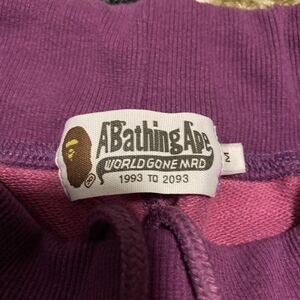 A Bathing Ape
WORLD GONE MAD
1993 TO 2093
®
M